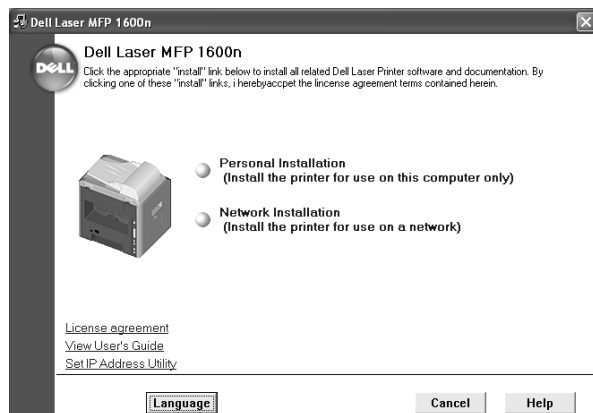 Dell Laser MFP 1600n
DELL
Dell Laser MFP 1600n
Click the appropriate "install" link below to install all related Dell Laser Printer software and documentation. By
clicking one of these "install" links, i herebyaccpet the lincense agreement terms contained herein.
Personal Installation
(Install the printer for use on this computer only)
Network Installation
(Install the printer for use on a network)
License agreement
View User's Guide
Set IP Address Utility
Language
Cancel
Help